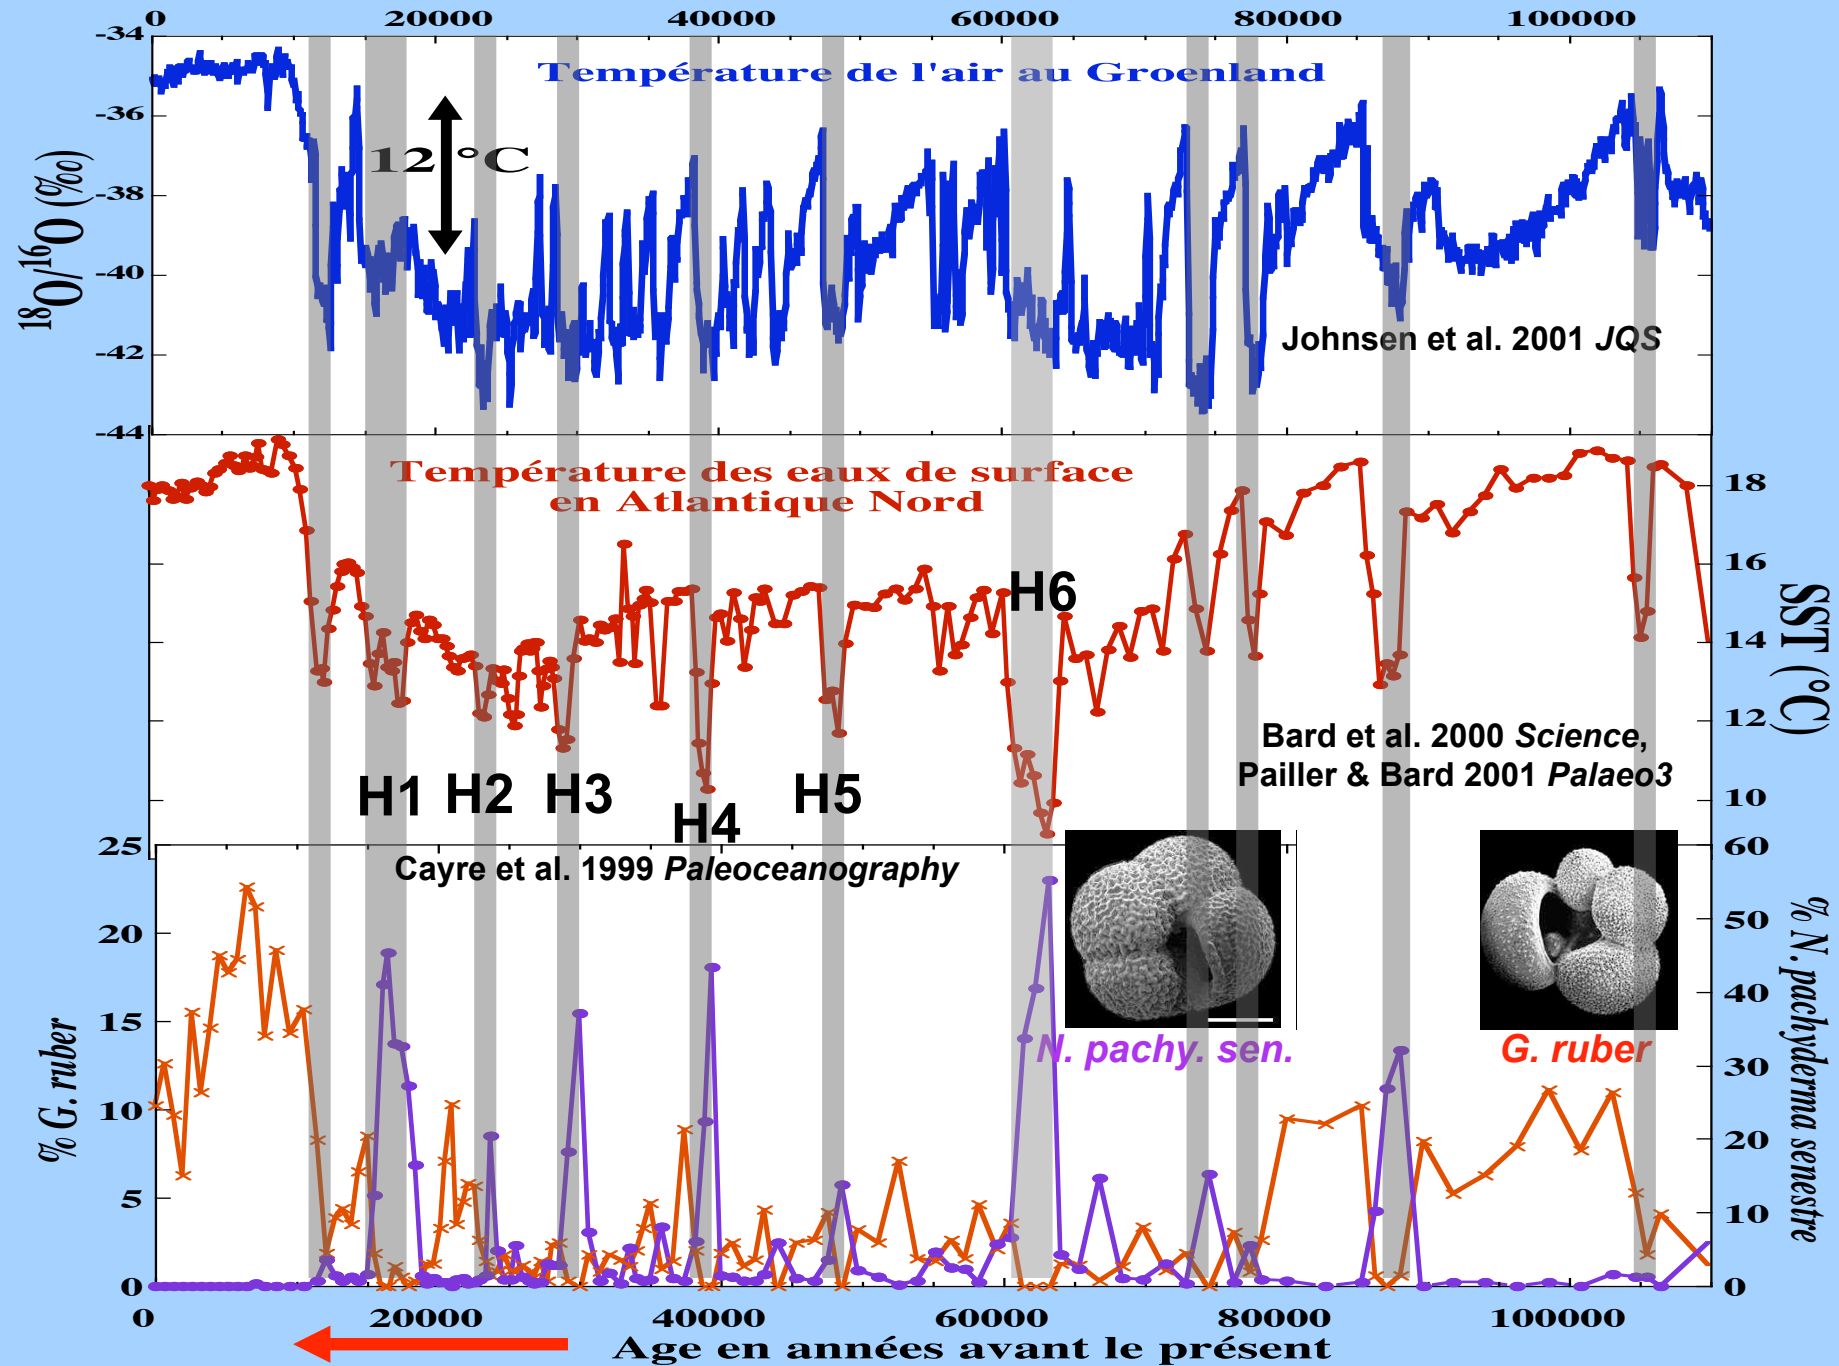 0 20000 40000 60000 80000 100000
-34
-36
-38
-40
-42
-44
18O/16O (‰)
Température de l'air au Groenland
12 °C
Johnsen et al. 2001 JQS
Température des eaux de surface
en Atlantique Nord
18
16
14
12
10
SST (°C)
H6
Bard et al. 2000 Science,
Pailler & Bard 2001 Palaeo3
H1 H2 H3 H4 H5
Cayre et al. 1999 Paleoceanography
25
20
15
10
5
0
% G. ruber
60
50
40
30
20
10
0
% N. pachyderma senestre
N. pachy. sen.
G. ruber
0 20000 40000 60000 80000 100000
Age en années avant le présent